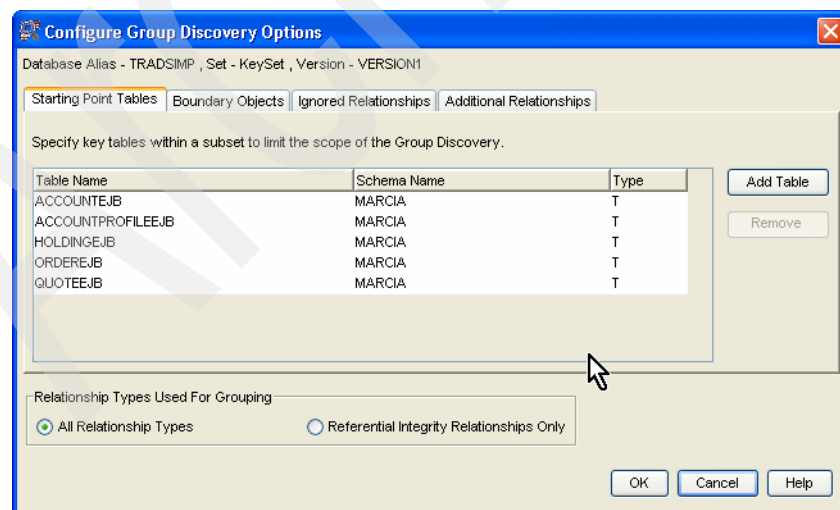 Configure Group Discovery Options
Database Alias - TRADSIMP , Set - KeySet , Version - VERSION1
Starting Point Tables Boundary Objects Ignored Relationships Additional Relationships
Specify key tables within a subset to limit the scope of the Group Discovery.
Table Name Schema Name Type
Add Table
ACCOUNTEJB MARCIA T
ACCOUNTPROFILEEJB MARCIA T
Remove
HOLDINGEJB MARCIA T
ORDEREJB MARCIA T
QUOTEEJB MARCIA T
Relationship Types Used For Grouping
All Relationship Types Referential Integrity Relationships Only
OK Cancel Help